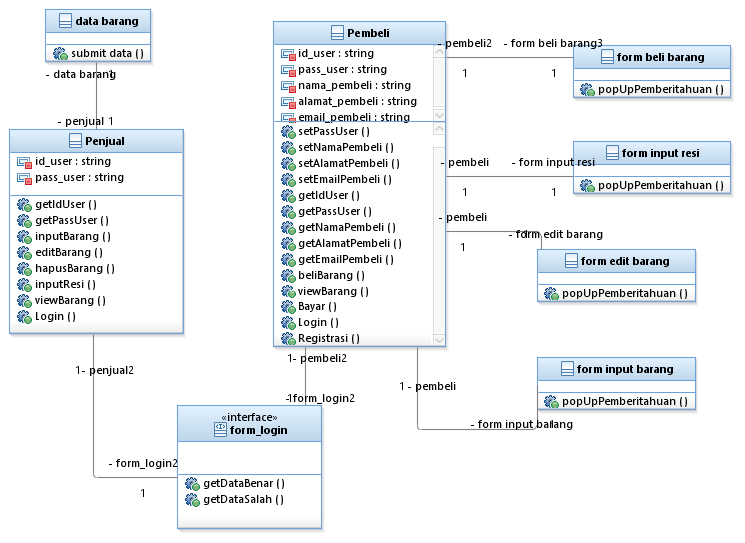 data barang
submit data ( )
- data barang
1
- penjual 1
Penjual
id_user : string
pass_user : string
getIdUser ( )
getPassUser ( )
inputBarang ( )
editBarang ( )
hapusBarang ( )
inputResi ( )
viewBarang ( )
Login ( )
1- penjual2
- form_login2
1
Pembeli
id_user : string
pass_user : string
nama_pembeli : string
alamat_pembeli : string
email_pembeli : string
setPassUser ( )
setNamaPembeli ( )
setAlamatPembeli ( )
setEmailPembeli ( )
getIdUser ( )
getPassUser ( )
getNamaPembeli ( )
getAlamatPembeli ( )
getEmailPembeli ( )
beliBarang ( )
viewBarang ( )
Bayar ( )
Login ( )
Registrasi ( )
1- pembeli2
1
- form_login2
«interface»
form_login
getDataBenar ( )
getDataSalah ( )
- pembeli2
- form beli barang3
1
1
form beli barang
popUpPemberitahuan ( )
- pembeli
- form input resi
1
1
form input resi
popUpPemberitahuan ( )
- pembeli
1
- form edit barang
form edit barang
popUpPemberitahuan ( )
1 - pembeli
- form input barang
1
form input barang
popUpPemberitahuan ( )